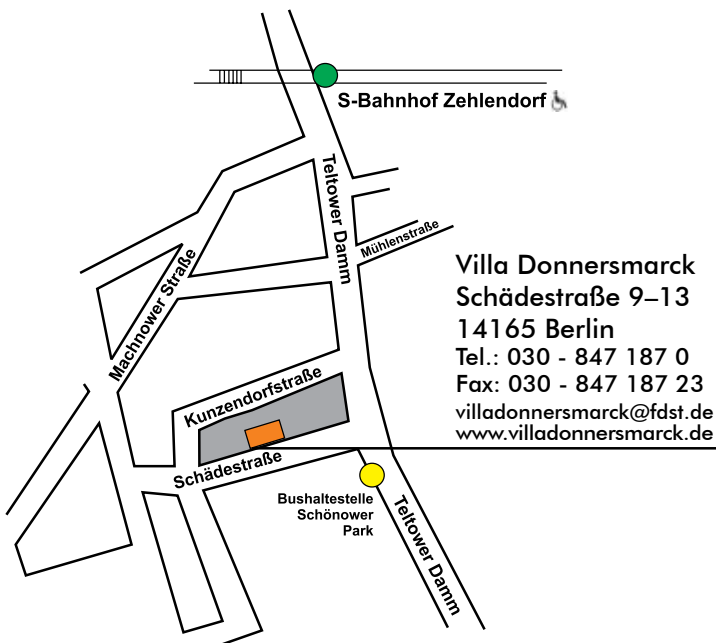 S-Bahnhof Zehlendorf
Teltower Damm
Mühlenstraße
Machnower Straße
Villa Donnersmarck
Schädestraße 9–13
14165 Berlin
Tel.: 030 - 847 187 0
Fax: 030 - 847 187 23
villadonnersmarck@fdst.de
www.villadonnersmarck.de
Kunzendorfstraße
Schädestraße
Bushaltestelle
Schönower
Park
Teltower Damm